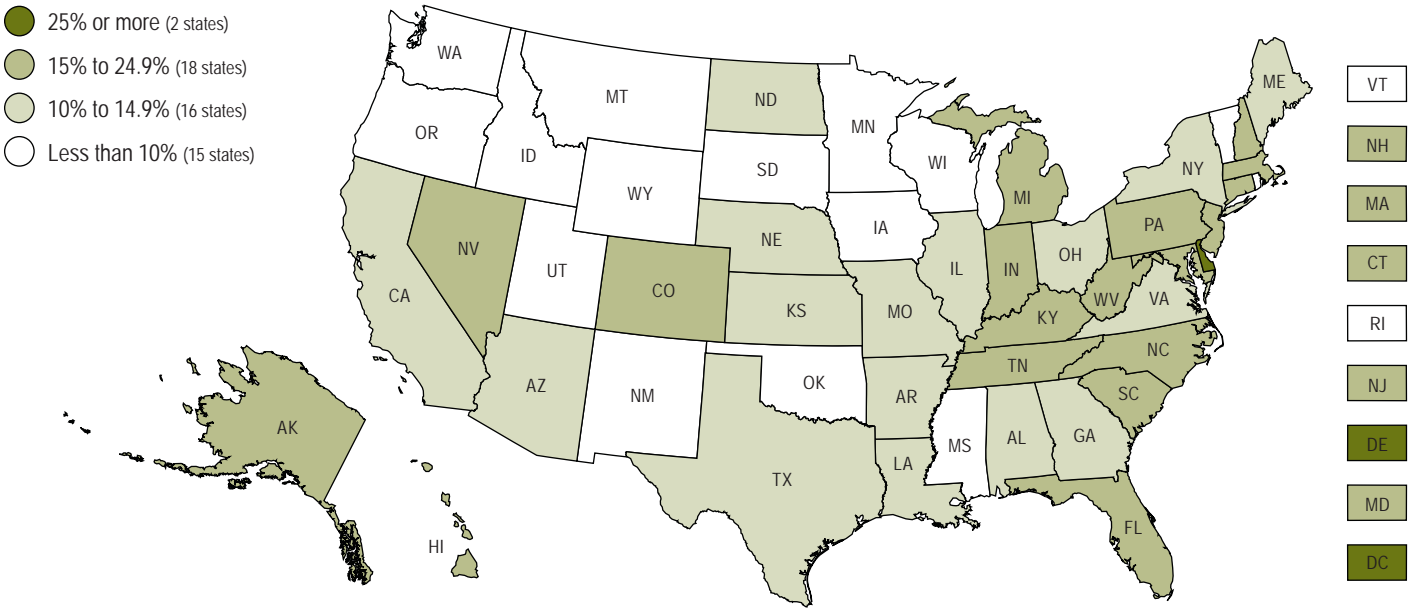 25% or more (2 states)
15% to 24.9% (18 states)
10% to 14.9% (16 states)
Less than 10% (15 states)
WA
MT
ND
MN
ME
VT
OR
ID
SD
WI
NY
NH
WY
MI
MA
NV
NE
IA
PA
CT
UT
CO
IL
IN
OH
CA
KS
MO
WV
VA
RI
KY
NC
AZ
NM
OK
TN
NJ
AR
SC
AK
MS
AL
GA
DE
LA
TX
MD
HI
FL
DC